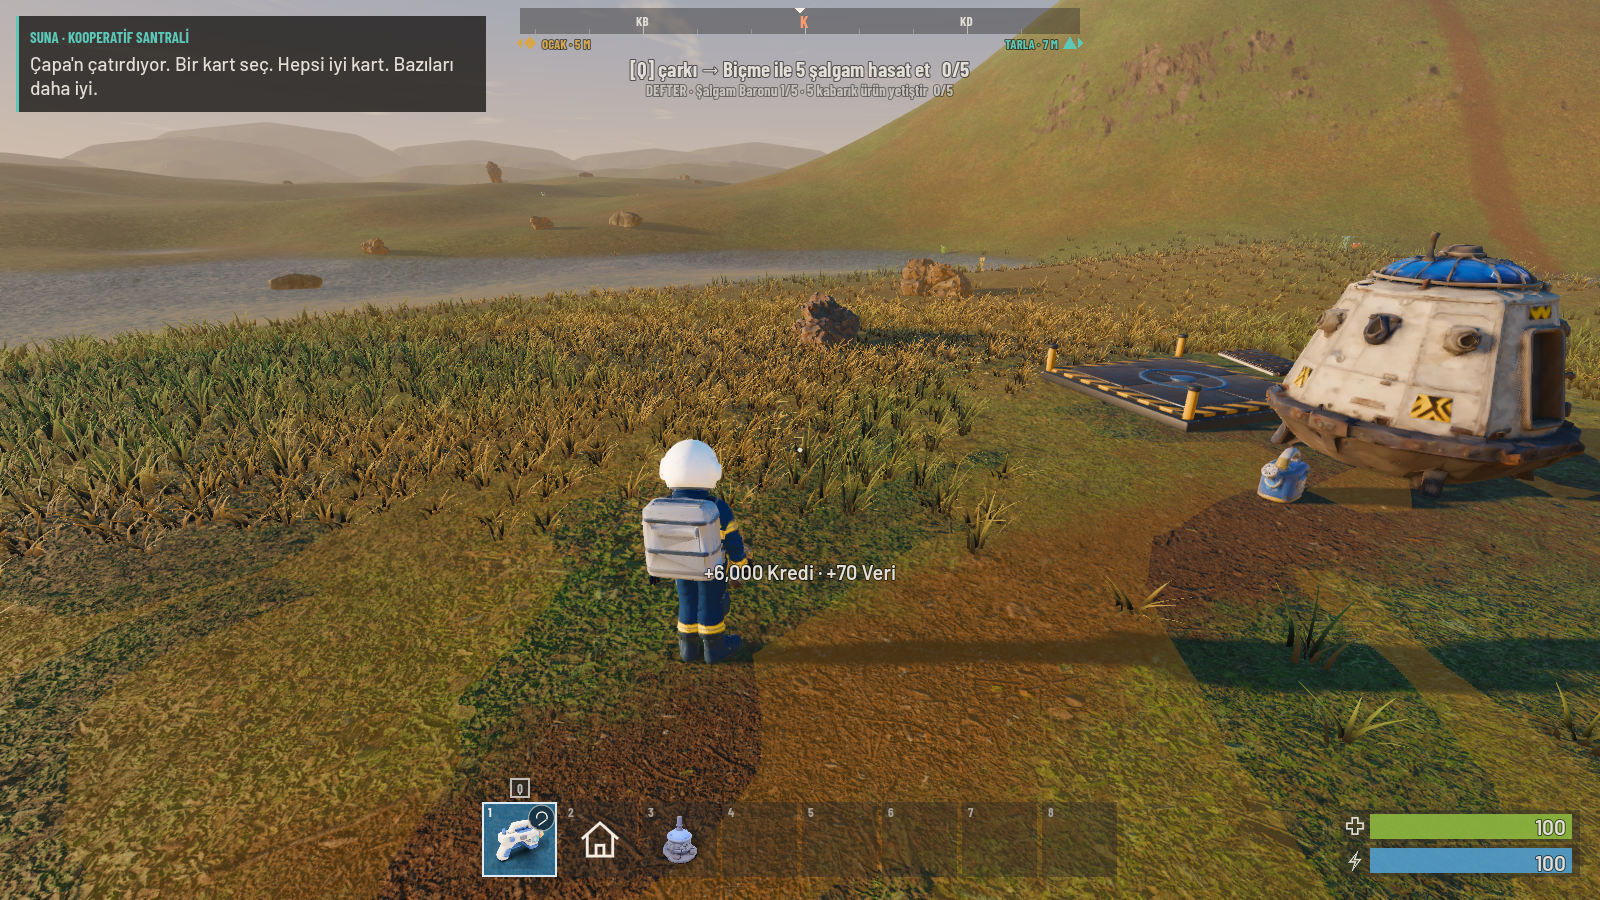 SUNA · KOOPERATİF SANTRALİ
Çapa'n çatırdıyor. Bir kart seç. Hepsi iyi kart. Bazıları
daha iyi.
KB K KD
OCAK · 5 M
TARLA · 7 M
[Q] çarkı → Biçme ile 5 şalgam hasat et 0/5
DEFTER · Şalgam Baronu 1/5 · 5 kabarık ürün yetiştir 0/5
+6,000 Kredi · +70 Veri
Q
1 2 3 4 5 6 7 8
100
100